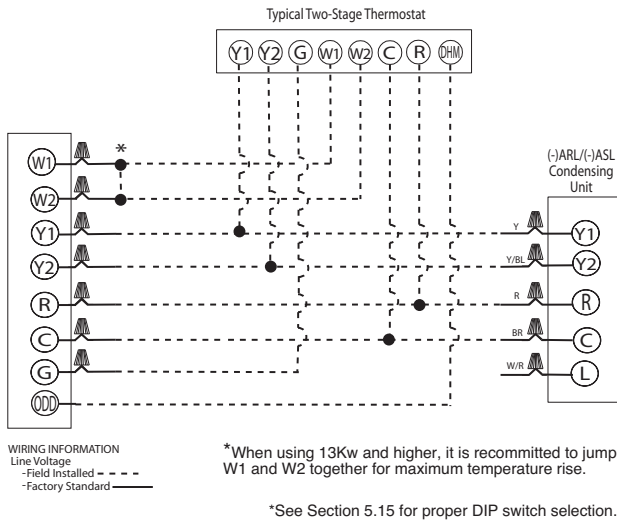 Typical Two-Stage Thermostat
Y1 Y2 G W1 W2 C R DHM
(-)ARL/(-)ASL
Condensing
Unit
*
W1
W2
Y1 Y Y1
Y2 Y/BL Y2
R R R
C BR C
G W/R L
ODD
WIRING INFORMATION
Line Voltage
-Field Installed
-Factory Standard
*When using 13Kw and higher, it is recommitted to jump
W1 and W2 together for maximum temperature rise.
*See Section 5.15 for proper DIP switch selection.